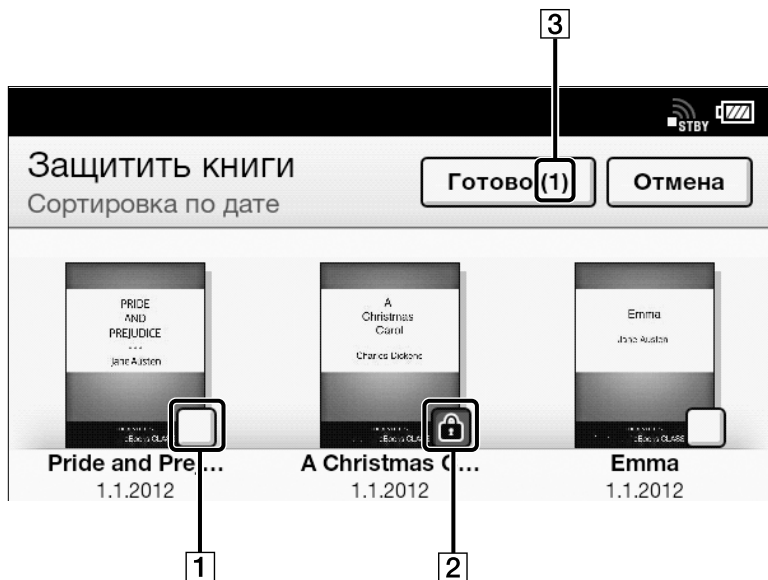 3
STBY
Защитить книги
Готово (1)
Отмена
Сортировка по дате
PRIDE
AND
PREJUDICE
Jane Austen
A
Christmas
Carol
Charles Dickens
Emma
Jane Austen
Pride and Pre,...
A Christmas C...
Emma
1.1.2012
1.1.2012
1.1.2012
1
2